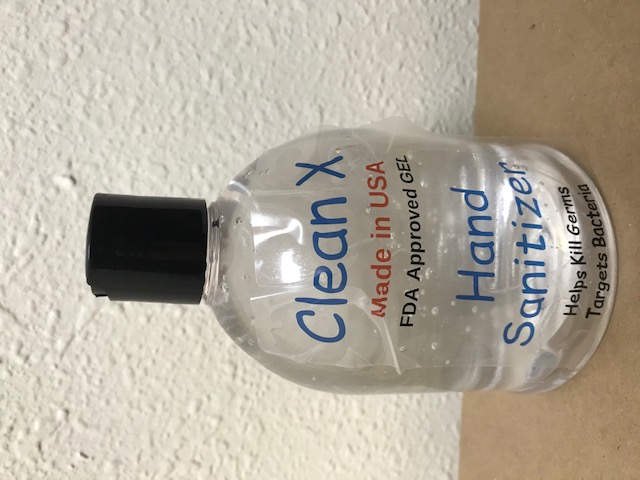 Clean X
Made in USA
FDA Approved GEL
Hand
Sanitizer
Helps Kill Germs
Targets Bacteria